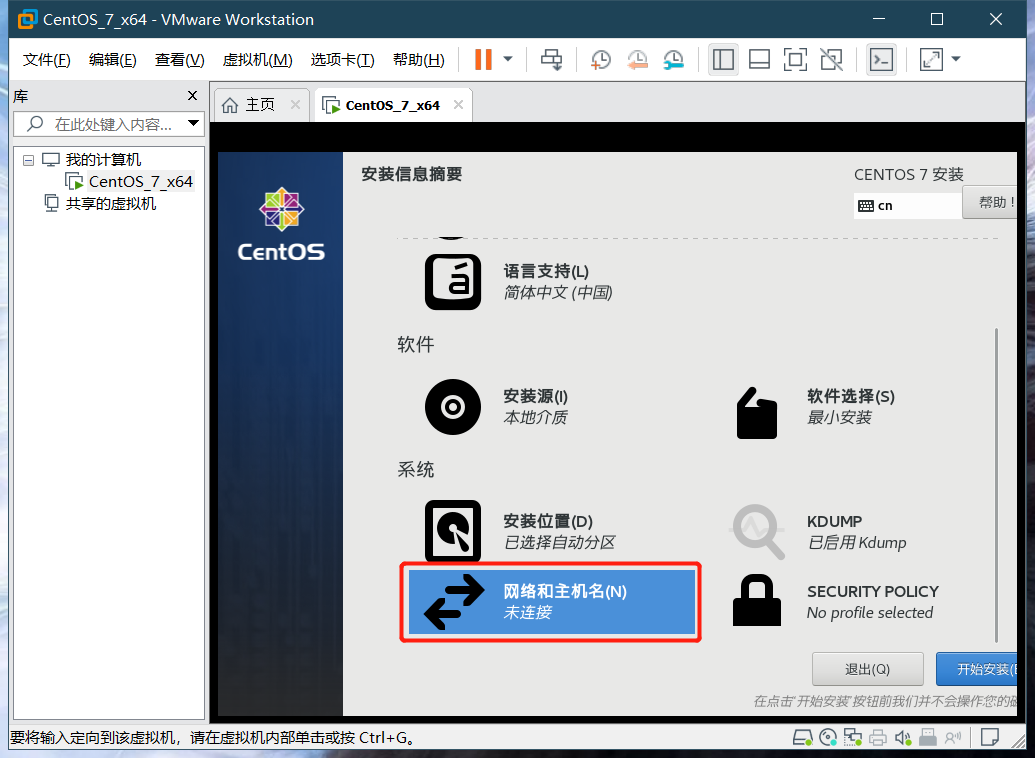 CentOS_7_x64 - VMware Workstation
文件(F) 编辑(E) 查看(V) 虚拟机(M) 选项卡(T) 帮助(H)
库
主页
CentOS_7_x64
在此处键入内容...
我的计算机
CentOS_7_x64
共享的虚拟机
CentOS
安装信息摘要
CENTOS 7 安装
cn
帮助！
语言支持(L)
简体中文 (中国)
软件
安装源(I)
本地介质
软件选择(S)
最小安装
系统
安装位置(D)
已选择自动分区
KDUMP
已启用 Kdump
网络和主机名(N)
未连接
SECURITY POLICY
No profile selected
退出(Q)
开始安装(
在点击'开始安装'按钮前我们并不会操作您的
要将输入定向到该虚拟机，请在虚拟机内部单击或按 Ctrl+G。